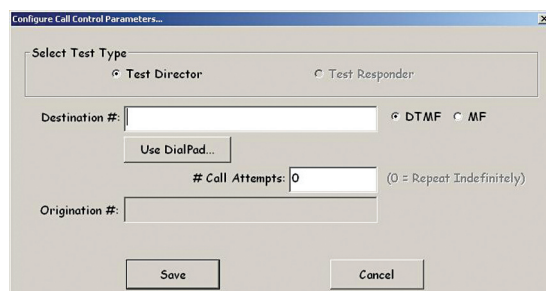 Configure Call Control Parameters...
Select Test Type
Test Director Test Responder
Destination #: DTMF MF
Use DialPad...
# Call Attempts: 0 (0 = Repeat Indefinitely)
Origination #:
Save Cancel